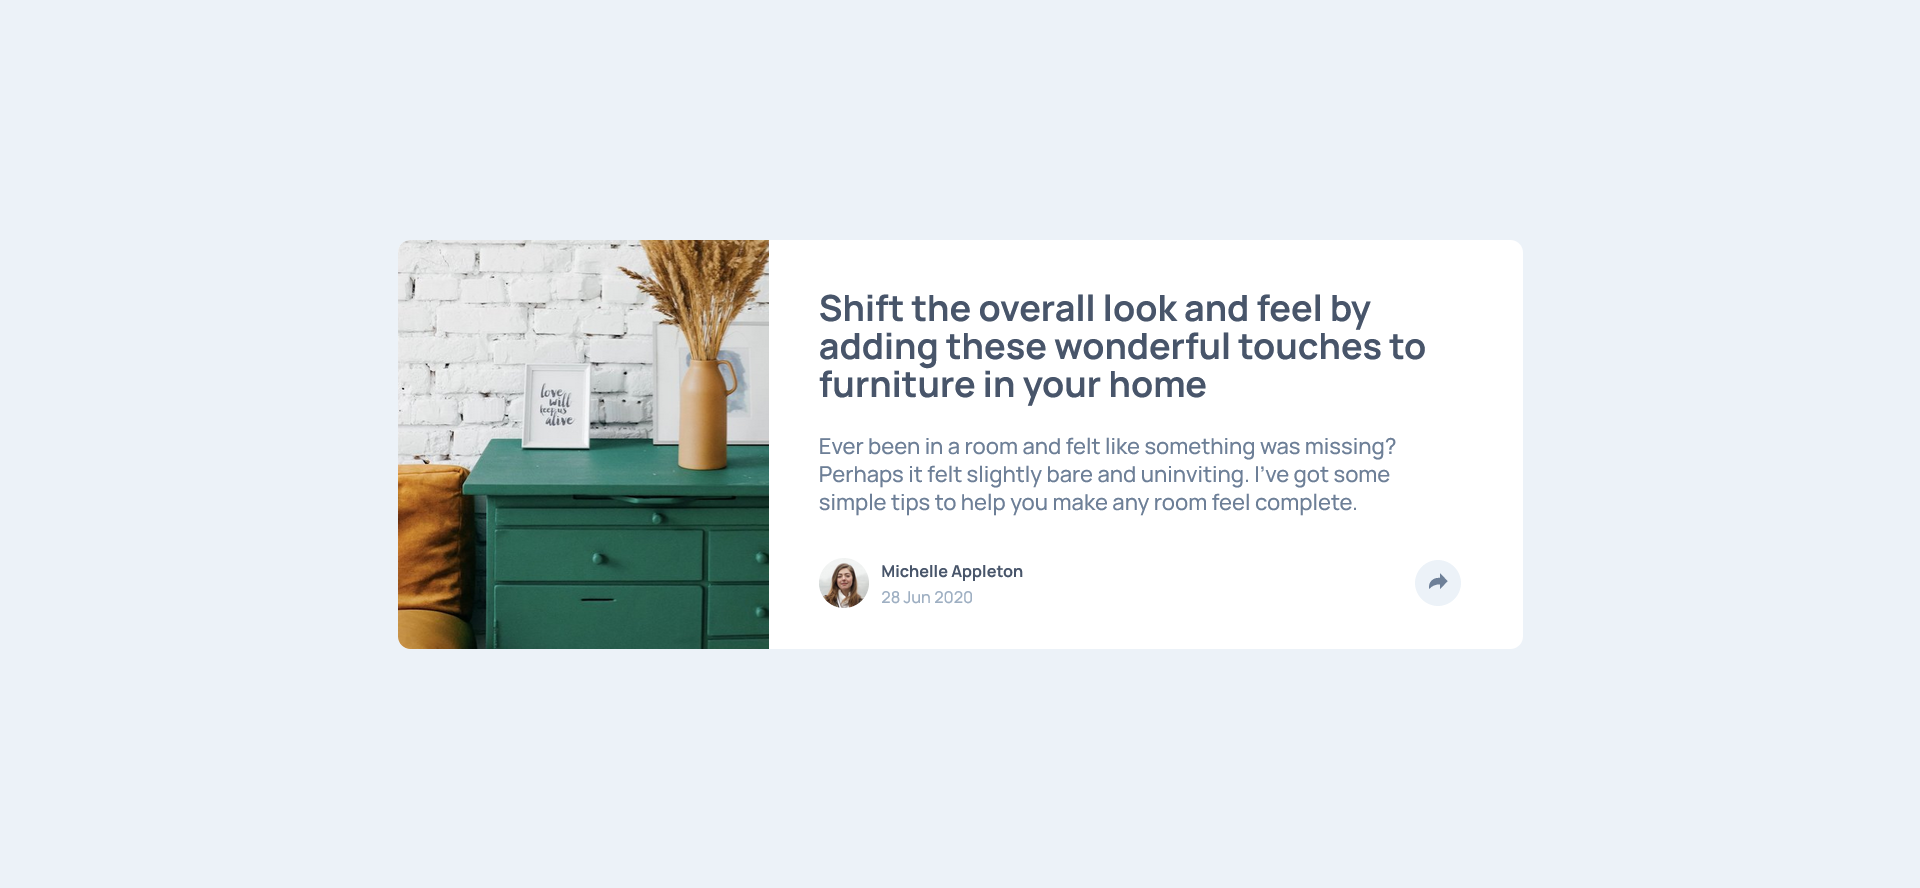 love
will
keep us
alive
Shift the overall look and feel by
adding these wonderful touches to
furniture in your home
Ever been in a room and felt like something was missing?
Perhaps it felt slightly bare and uninviting. I’ve got some
simple tips to help you make any room feel complete.
Michelle Appleton
28 Jun 2020